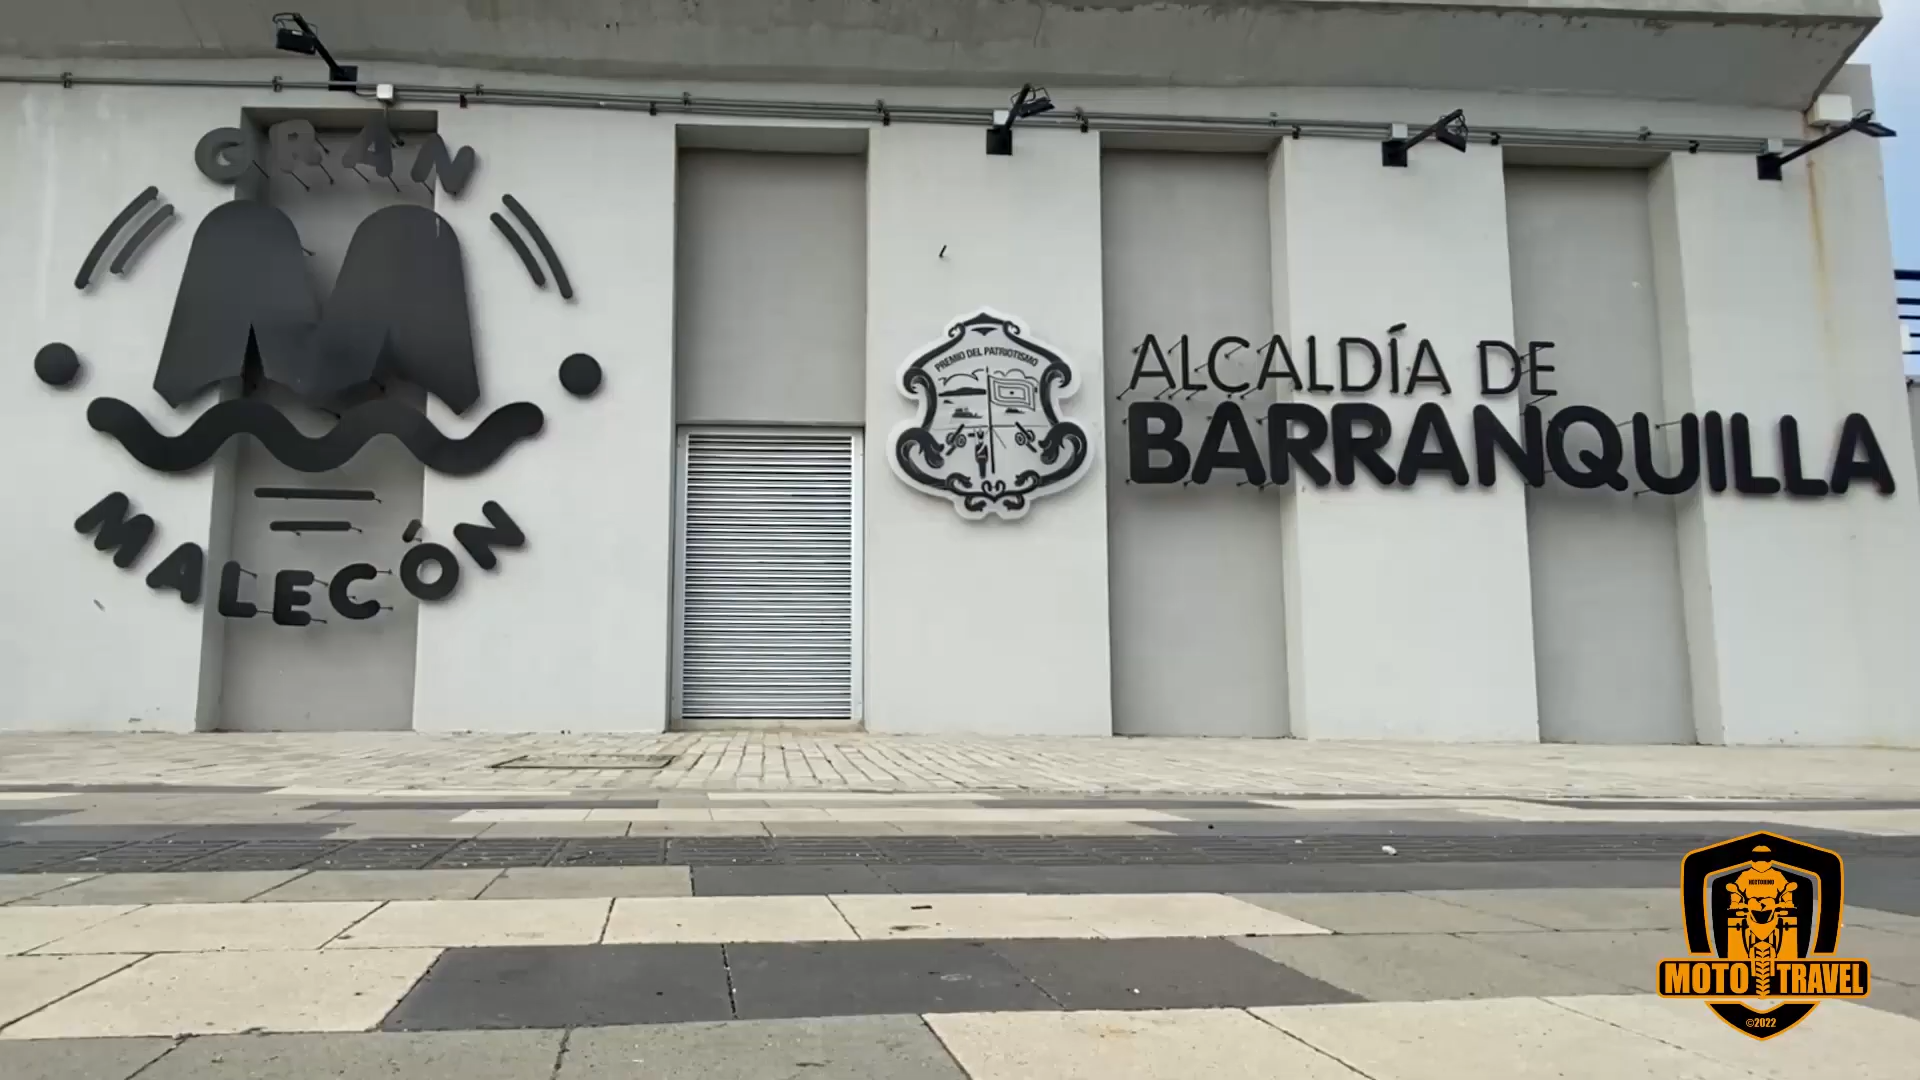 GRAN
MALECÓN
PREMIO DEL PATRIOTISMO
ALCALDÍA DE
BARRANQUILLA
MOTO TRAVEL
©2022